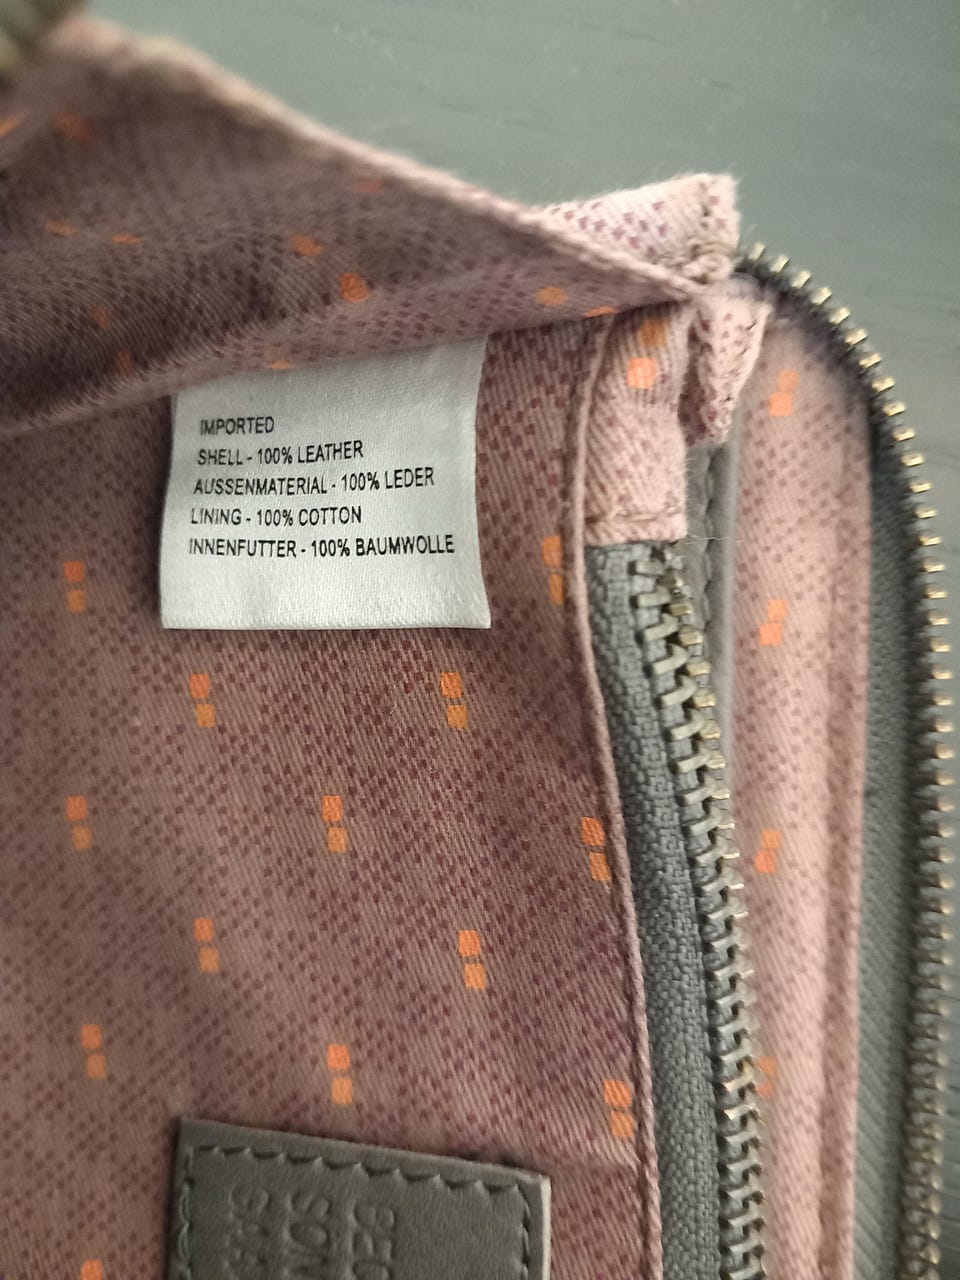 IMPORTED
SHELL - 100% LEATHER
AUSSENMATERIAL - 100% LEDER
LINING - 100% COTTON
INNENFUTTER - 100% BAUMWOLLE